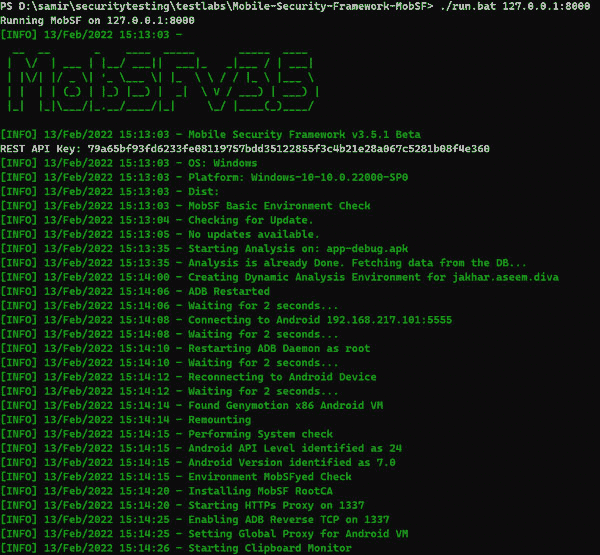 PS D:\samir\securitytesting\testlabs\Mobile-Security-Framework-MobSF> ./run.bat 127.0.0.1:8000
Running MobSF on 127.0.0.1:8000
[INFO] 13/Feb/2022 15:13:03 -
MobSF v3.5
[INFO] 13/Feb/2022 15:13:03 - Mobile Security Framework v3.5.1 Beta
REST API Key: 79a65bf93fd6233fe08119757bdd35122855f3c4b21e28a067c5281b08f4e360
[INFO] 13/Feb/2022 15:13:03 - OS: Windows
[INFO] 13/Feb/2022 15:13:03 - Platform: Windows-10-10.0.22000-SP0
[INFO] 13/Feb/2022 15:13:03 - Dist:
[INFO] 13/Feb/2022 15:13:03 - MobSF Basic Environment Check
[INFO] 13/Feb/2022 15:13:04 - Checking for Update.
[INFO] 13/Feb/2022 15:13:05 - No updates available.
[INFO] 13/Feb/2022 15:13:35 - Starting Analysis on: app-debug.apk
[INFO] 13/Feb/2022 15:13:35 - Analysis is already Done. Fetching data from the DB...
[INFO] 13/Feb/2022 15:14:00 - Creating Dynamic Analysis Environment for jakhar.aseem.diva
[INFO] 13/Feb/2022 15:14:06 - ADB Restarted
[INFO] 13/Feb/2022 15:14:06 - Waiting for 2 seconds...
[INFO] 13/Feb/2022 15:14:08 - Connecting to Android 192.168.217.101:5555
[INFO] 13/Feb/2022 15:14:08 - Waiting for 2 seconds...
[INFO] 13/Feb/2022 15:14:10 - Restarting ADB Daemon as root
[INFO] 13/Feb/2022 15:14:10 - Waiting for 2 seconds...
[INFO] 13/Feb/2022 15:14:12 - Reconnecting to Android Device
[INFO] 13/Feb/2022 15:14:12 - Waiting for 2 seconds...
[INFO] 13/Feb/2022 15:14:14 - Found Genymotion x86 Android VM
[INFO] 13/Feb/2022 15:14:14 - Remounting
[INFO] 13/Feb/2022 15:14:15 - Performing System check
[INFO] 13/Feb/2022 15:14:15 - Android API Level identified as 24
[INFO] 13/Feb/2022 15:14:15 - Android Version identified as 7.0
[INFO] 13/Feb/2022 15:14:15 - Environment MobSFyed Check
[INFO] 13/Feb/2022 15:14:20 - Installing MobSF RootCA
[INFO] 13/Feb/2022 15:14:20 - Starting HTTPs Proxy on 1337
[INFO] 13/Feb/2022 15:14:25 - Enabling ADB Reverse TCP on 1337
[INFO] 13/Feb/2022 15:14:25 - Setting Global Proxy for Android VM
[INFO] 13/Feb/2022 15:14:26 - Starting Clipboard Monitor